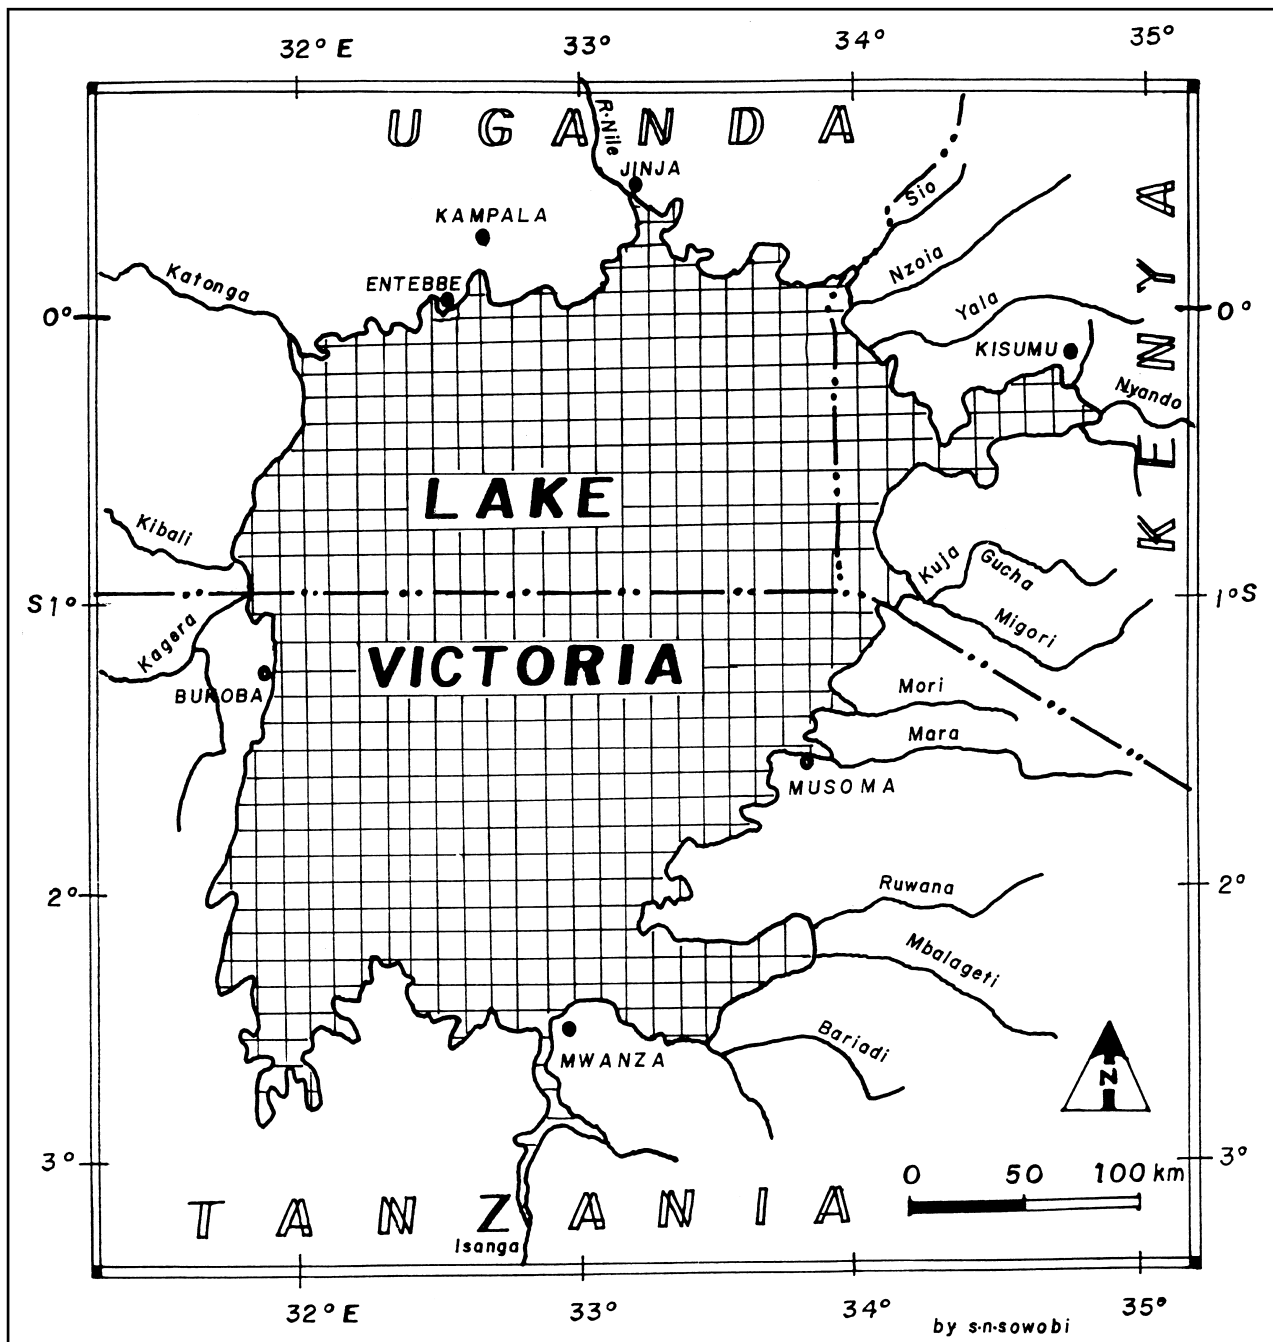 32° E 33° 34° 35°
UGANDA
R.Nile
JINJA
Sio
KAMPALA
Nzoia
Katonga
ENTEBBE
0° 0°
Yala
KISUMU
Nyando
KENYA
LAKE
Kibali
Kuja
Gucha
S1° 1°S
Migori
Kagera
VICTORIA
BUKOBA
Mori
Mara
MUSOMA
2° 2°
Ruwana
Mbalageti
Bariadi
MWANZA
N
3° 3°
0 50 100 km
TANZANIA
Isanga
32° E 33° 34° 35°
by s.n.sowobi